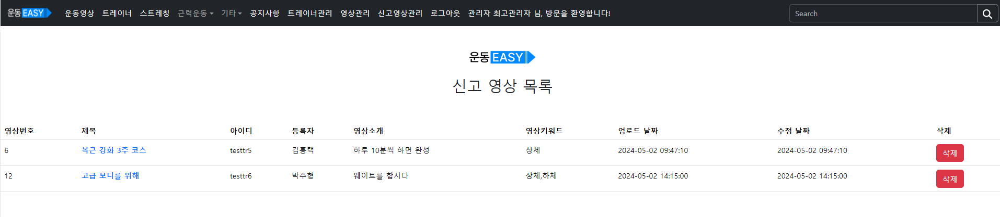 운동EASY 운동영상 트레이너 스트레칭 근력운동 기타 공지사항 트레이너관리 영상관리 신고영상관리 로그아웃 관리자 최고관리자 님, 방문을 환영합니다! Search
운동EASY
신고 영상 목록
영상번호 제목 아이디 등록자 영상소개 영상키워드 업로드 날짜 수정 날짜 삭제
6 복근 강화 3주 코스 testtr5 김홍택 하루 10분씩 하면 완성 상체 2024-05-02 09:47:10 2024-05-02 09:47:10 삭제
12 고급 보디를 위해 testtr6 박주형 웨이트를 합시다 상체,하체 2024-05-02 14:15:00 2024-05-02 14:15:00 삭제